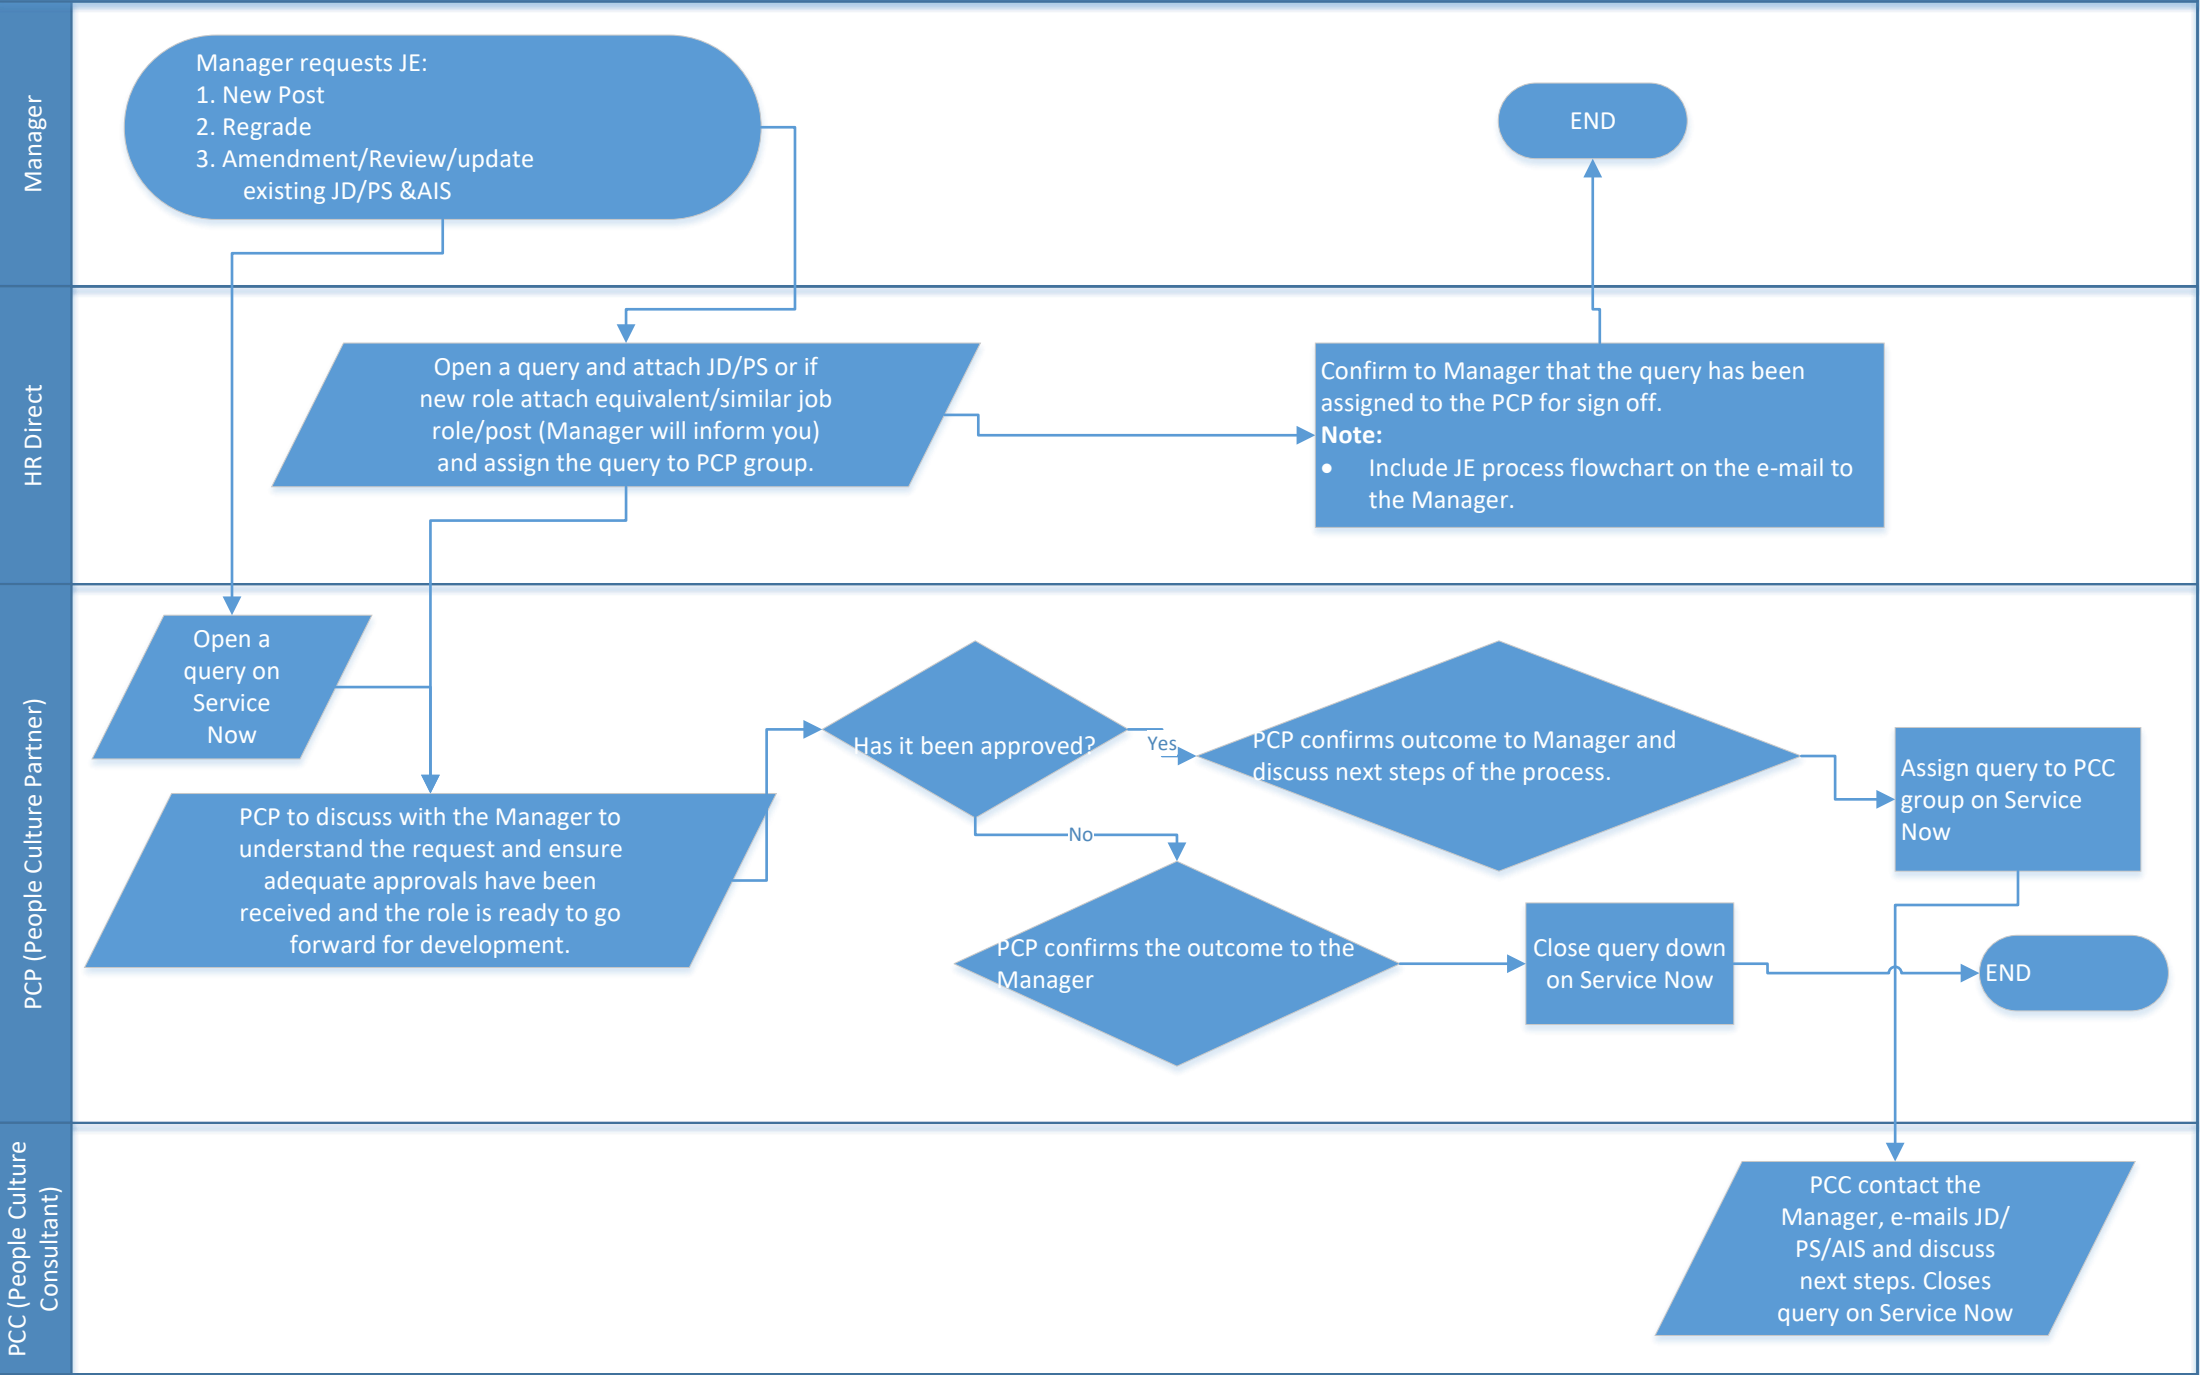 Manager
Manager requests JE:
1. New Post
2. Regrade
3. Amendment/Review/update
existing JD/PS &AIS
END
HR Direct
Open a query and attach JD/PS or if
new role attach equivalent/similar job
role/post (Manager will inform you)
and assign the query to PCP group.
Confirm to Manager that the query has been
assigned to the PCP for sign off.
Note:
• Include JE process flowchart on the e-mail to
the Manager.
PCP (People Culture Partner)
Open a
query on
Service
Now
PCP to discuss with the Manager to
understand the request and ensure
adequate approvals have been
received and the role is ready to go
forward for development.
Has it been approved?
Yes
No
PCP confirms outcome to Manager and
discuss next steps of the process.
Assign query to PCC
group on Service
Now
PCP confirms the outcome to the
Manager
Close query down
on Service Now
END
PCC (People Culture
Consultant)
PCC contact the
Manager, e-mails JD/
PS/AIS and discuss
next steps. Closes
query on Service Now